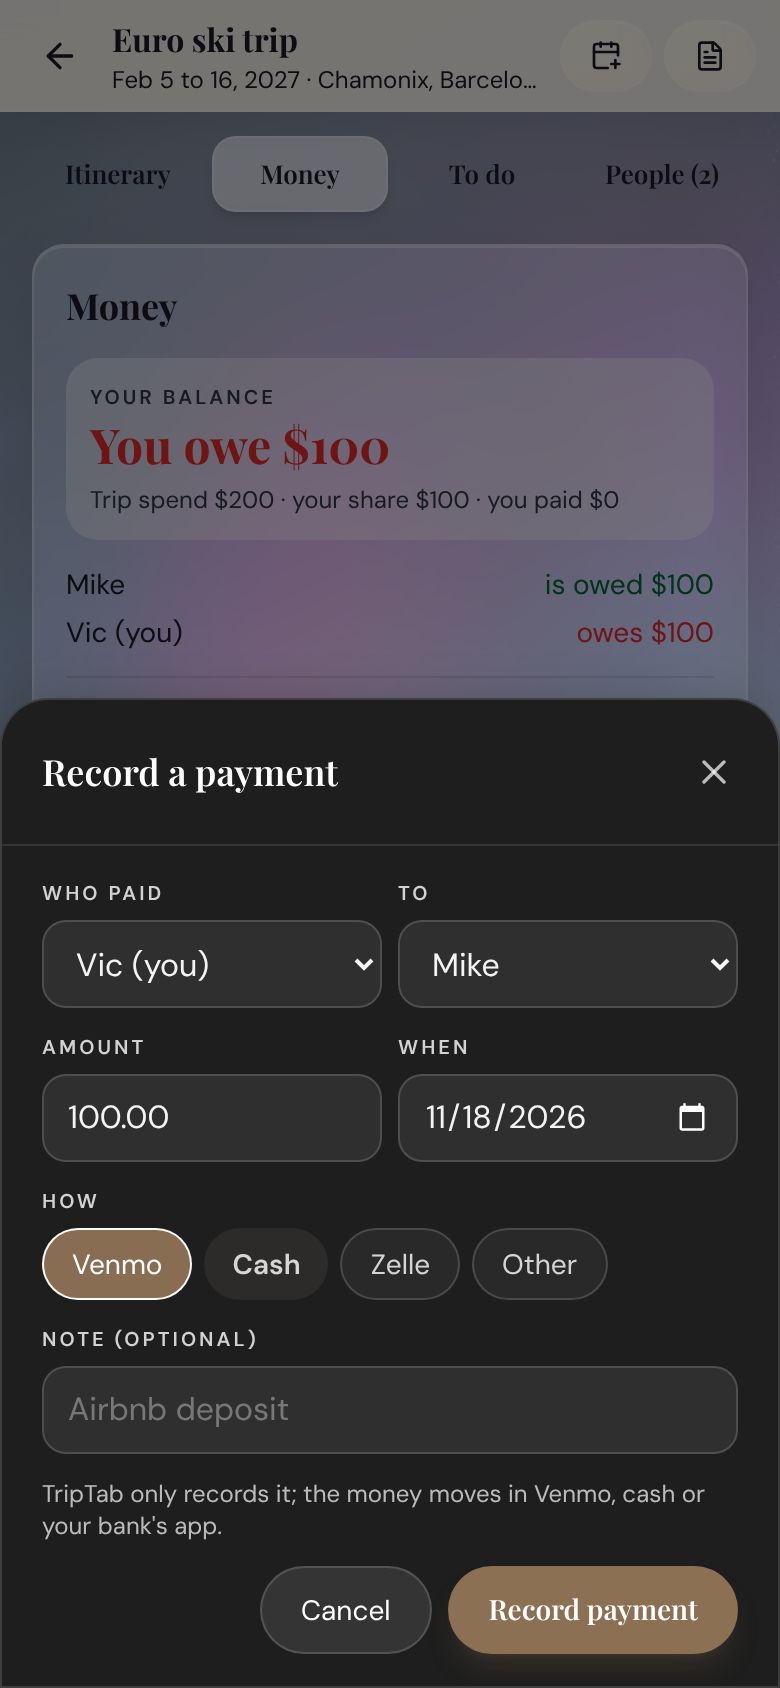 Euro ski trip
Feb 5 to 16, 2027 · Chamonix, Barcelo...
Itinerary Money To do People (2)
Money
YOUR BALANCE
You owe $100
Trip spend $200 · your share $100 · you paid $0
Mike is owed $100
Vic (you) owes $100
Record a payment
WHO PAID TO
Vic (you) Mike
AMOUNT WHEN
100.00 11/18/2026
HOW
Venmo Cash Zelle Other
NOTE (OPTIONAL)
Airbnb deposit
TripTab only records it; the money moves in Venmo, cash or
your bank's app.
Cancel Record payment